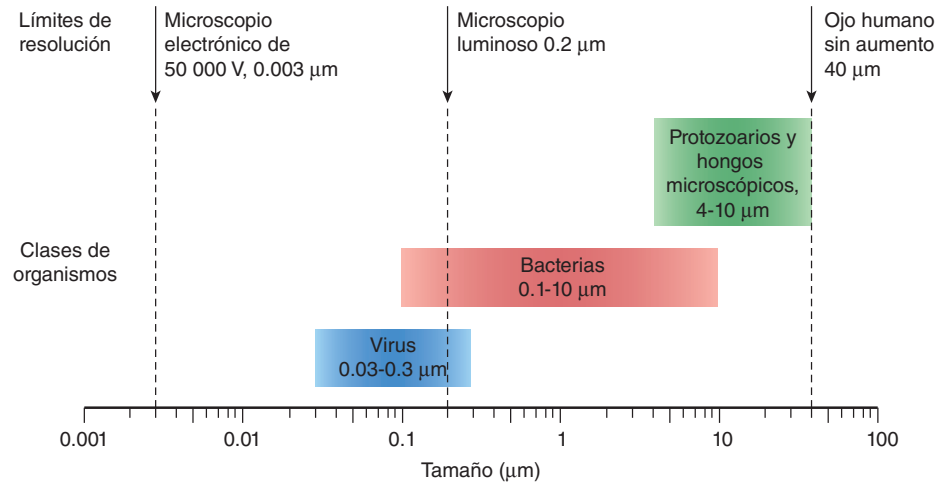 Límites de
resolución
Microscopio
electrónico de
50 000 V, 0.003 μm
Microscopio
luminoso 0.2 μm
Ojo humano
sin aumento
40 μm
Protozoarios y
hongos
microscópicos,
4-10 μm
Clases de
organismos
Bacterias
0.1-10 μm
Virus
0.03-0.3 μm
0.001
0.01
0.1
1
10
100
Tamaño (μm)